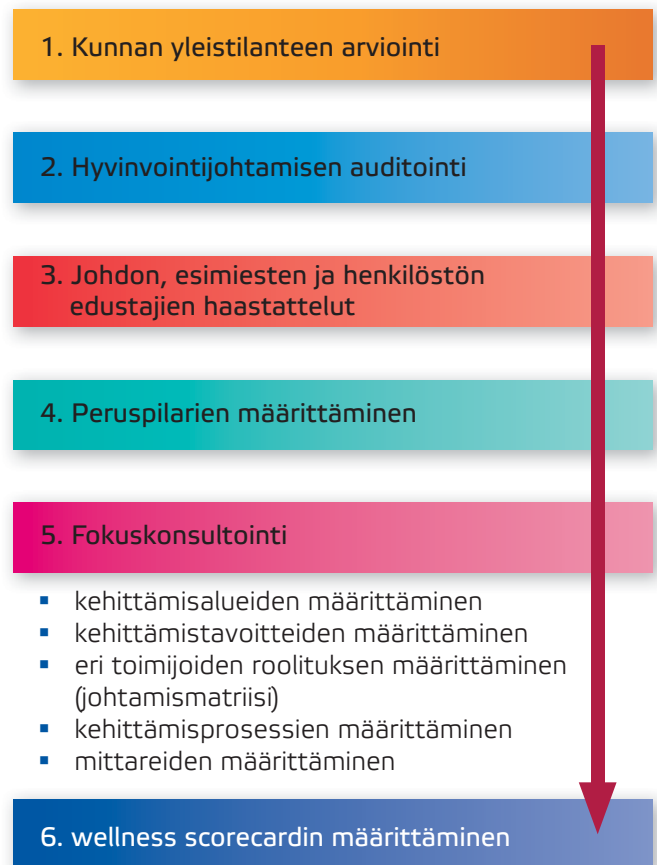 1. Kunnan yleistilanteen arviointi
2. Hyvinvointijohtamisen auditointi
3. Johdon, esimiesten ja henkilöstön
edustajien haastattelut
4. Peruspilarien määrittäminen
5. Fokuskonsultointi
▪ kehittämisalueiden määrittäminen
▪ kehittämistavoitteiden määrittäminen
▪ eri toimijoiden roolituksen määrittäminen
(johtamismatriisi)
▪ kehittämisprosessien määrittäminen
▪ mittareiden määrittäminen
6. wellness scorecardin määrittäminen